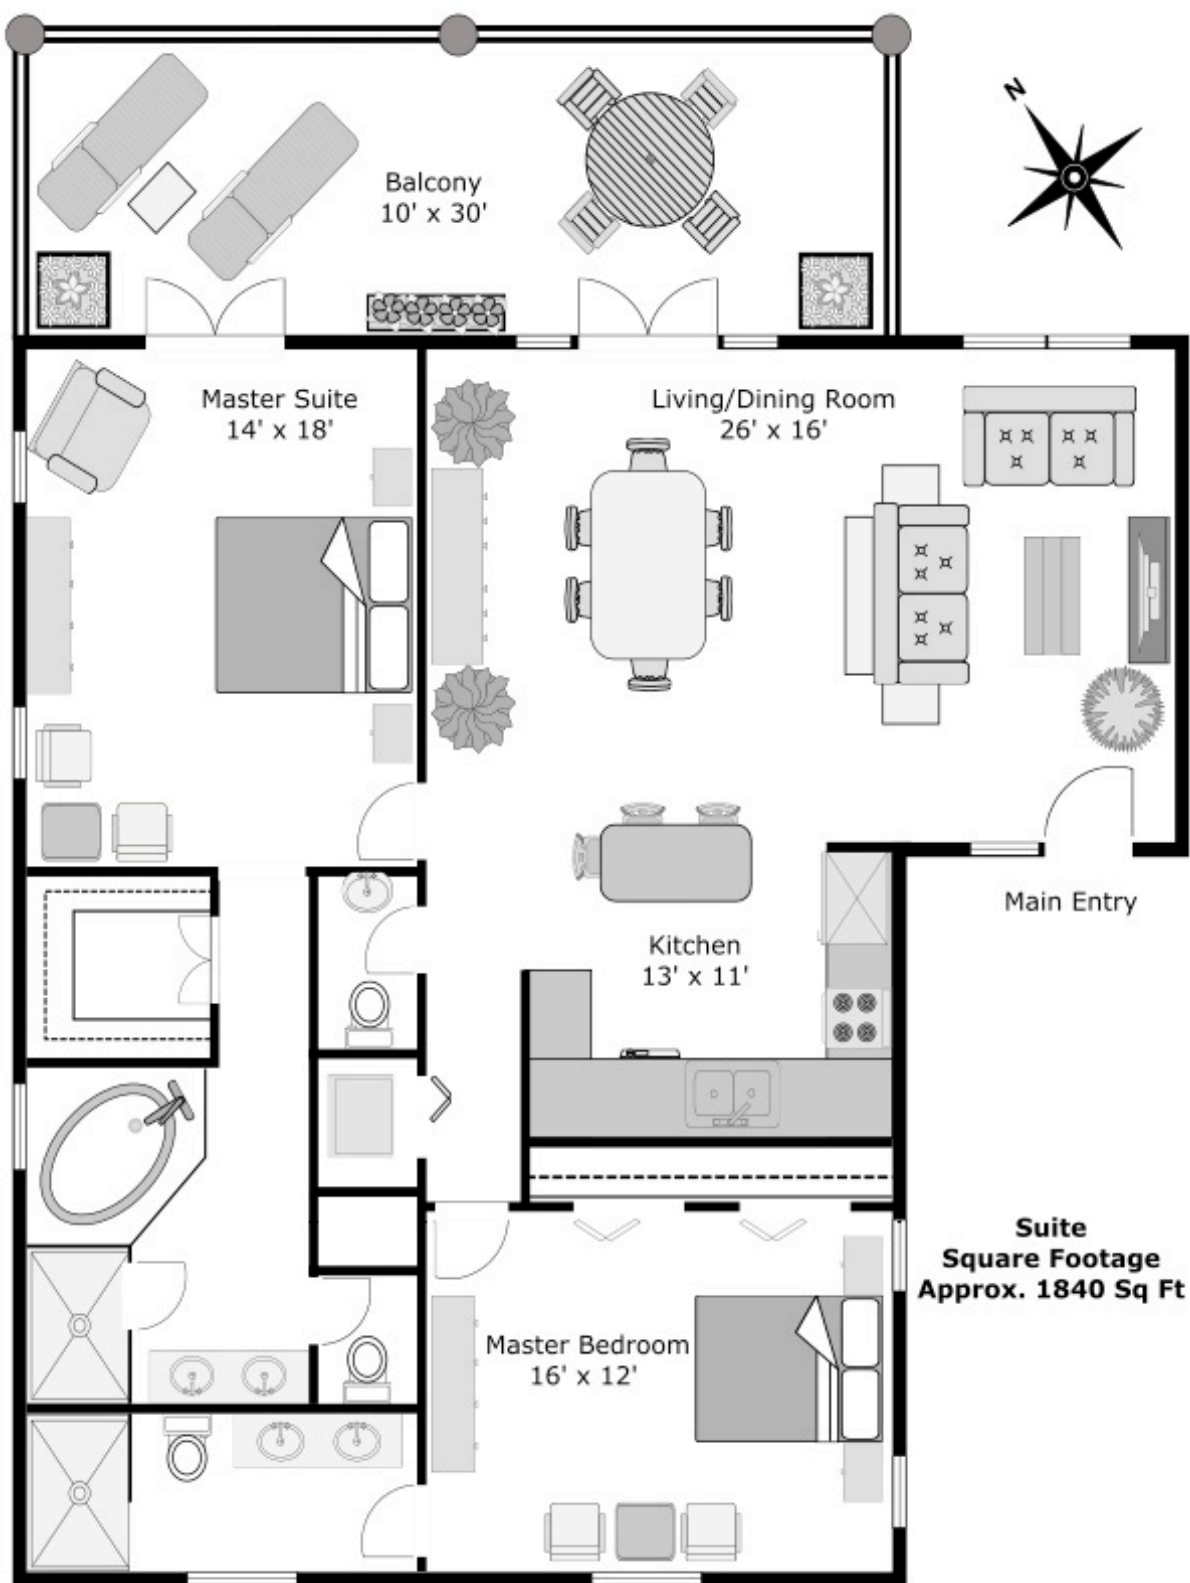 N
Balcony
10' x 30'
Master Suite
14' x 18'
Living/Dining Room
26' x 16'
Kitchen
13' x 11'
Main Entry
Suite
Square Footage
Approx. 1840 Sq Ft
Master Bedroom
16' x 12'